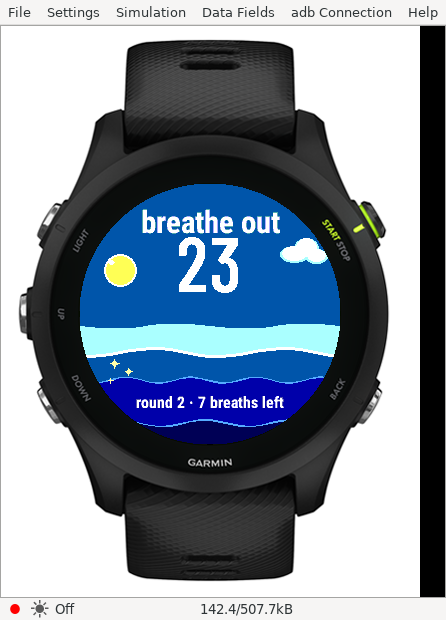 File Settings Simulation Data Fields adb Connection Help
LIGHT
START STOP
breathe out
23
UP
DOWN
BACK
round 2 · 7 breaths left
GARMIN
Off 142.4/507.7kB